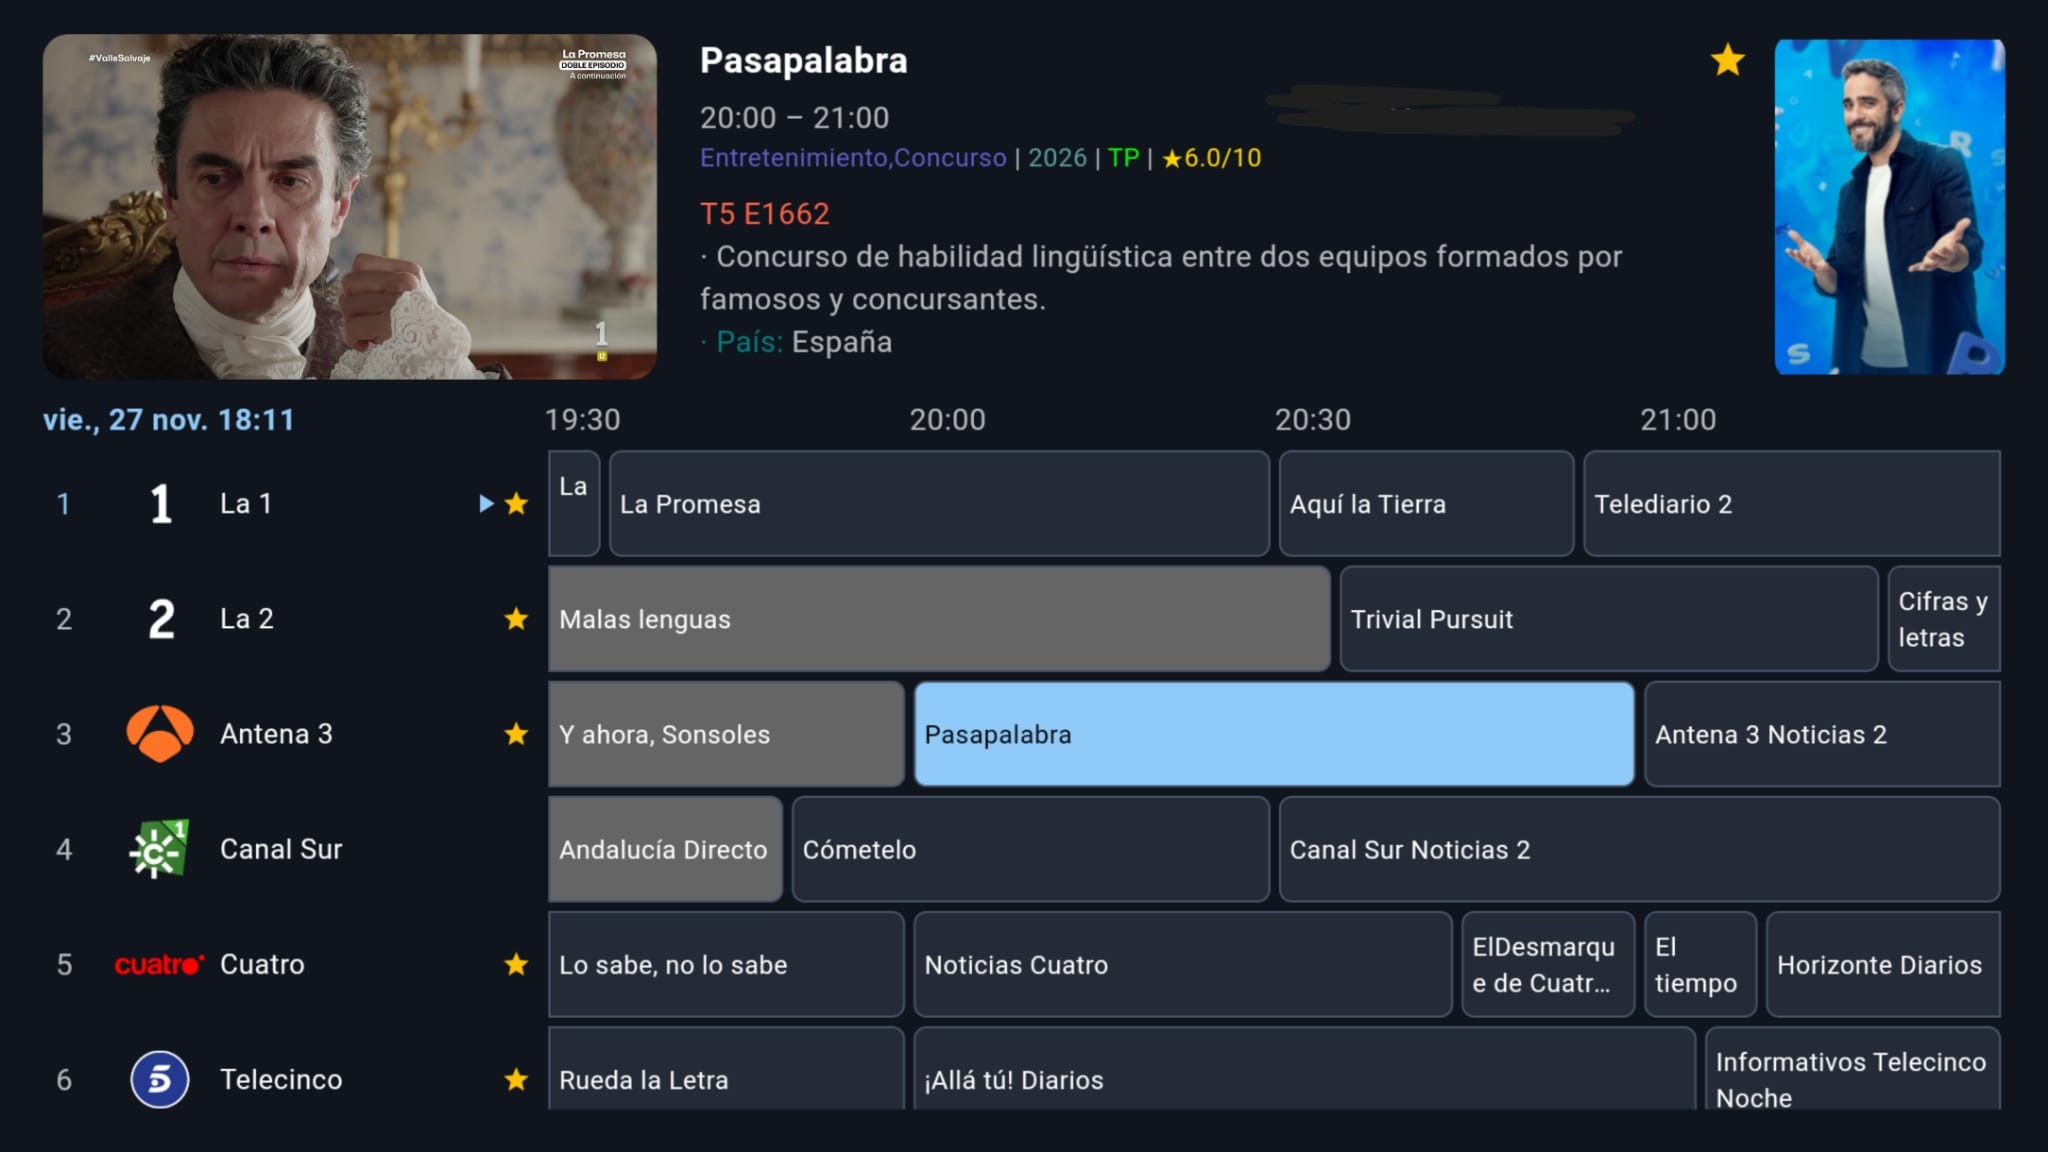 #ValleSalvaje
La Promesa
DOBLE EPISODIO
A continuación
1
12
Pasapalabra
20:00 – 21:00
Entretenimiento,Concurso | 2026 | TP | ★6.0/10
T5 E1662
· Concurso de habilidad lingüística entre dos equipos formados por
famosos y concursantes.
· País: España
vie., 27 nov. 18:11
19:30 20:00 20:30 21:00
1 1 La 1
La
La Promesa
Aquí la Tierra
Telediario 2
2 2 La 2
Malas lenguas
Trivial Pursuit
Cifras y
letras
3 Antena 3
Y ahora, Sonsoles
Pasapalabra
Antena 3 Noticias 2
4 c 1 Canal Sur
Andalucía Directo
Cómetelo
Canal Sur Noticias 2
5 cuatro Cuatro
Lo sabe, no lo sabe
Noticias Cuatro
ElDesmarqu
e de Cuatr...
El
tiempo
Horizonte Diarios
6 5 Telecinco
Rueda la Letra
¡Allá tú! Diarios
Informativos Telecinco
Noche